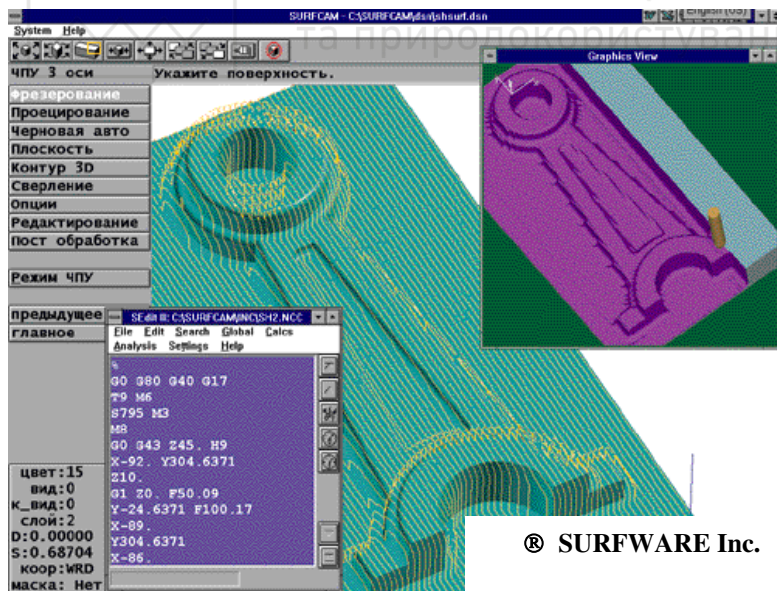 SURFCAM - C:\SURFCAM\dsn\shsurf.dsn
English (US)
System Help
та природокористуван
ЧПУ 3 оси Укажите поверхность.
Graphics View
Фрезерование
Проецирование
Черновая авто
Плоскость
Контур 3D
Сверление
Опции
Редактирование
Пост обработка
Режим ЧПУ
предыдущее
главное
SEdit II: C:\SURFCAM\NC\SH2.NCC
File Edit Search Global Calcs
Analysis Settings Help
%
G0 G80 G40 G17
T9 M6
S795 M3
M8
G0 G43 Z45. H9
X-92. Y304.6371
Z10.
G1 Z0. F50.09
Y-24.6371 F100.17
X-89.
Y304.6371
X-86.
цвет:15
вид:0
к_вид:0
слой:2
D:0.00000
S:0.68704
коор:WRD
маска: Нет
® SURFWARE Inc.